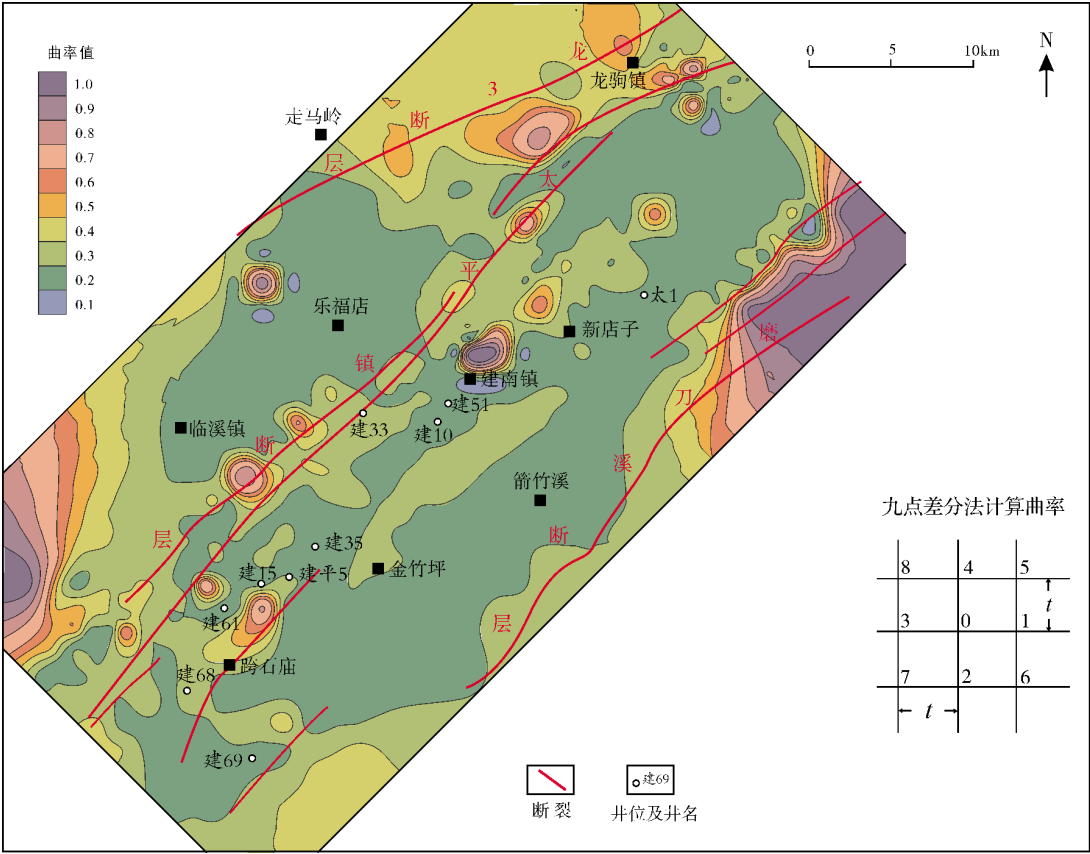 曲率值
1.0
0.9
0.8
0.7
0.6
0.5
0.4
0.3
0.2
0.1
0 5 10km
N
龙
3
断
层
龙驹镇
走马岭
太
平
镇
断
层
乐福店
太1
新店子
建南镇
建51
建33
建10
临溪镇
磨
刀
溪
断
层
箭竹溪
建35
金竹坪
建15
建平5
建61
跨石庙
建68
建69
九点差分法计算曲率
8 4 5
t
3 0 1
7 2 6
t
断裂
建69
井位及井名